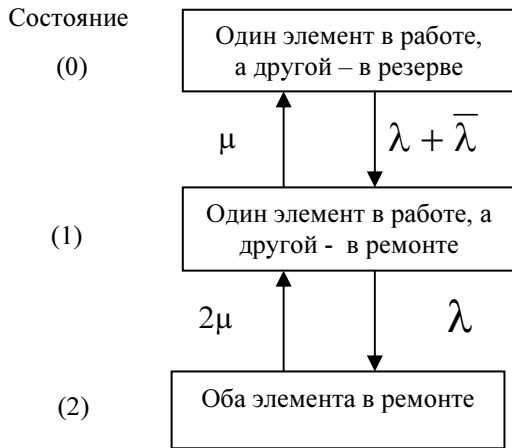 Состояние
Один элемент в работе,
а другой – в резерве
(0)
μ
λ + λ̅
Один элемент в работе, а
другой - в ремонте
(1)
2μ
λ
Оба элемента в ремонте
(2)